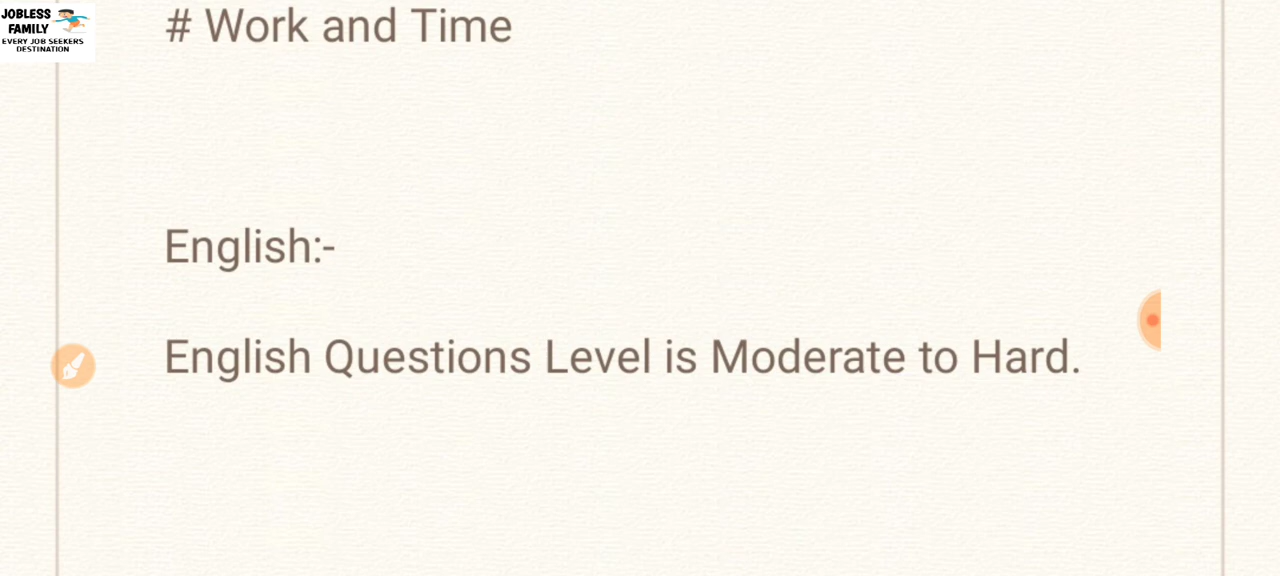 JOBLESS
FAMILY
EVERY JOB SEEKERS
DESTINATION
# Work and Time
English:-
English Questions Level is Moderate to Hard.